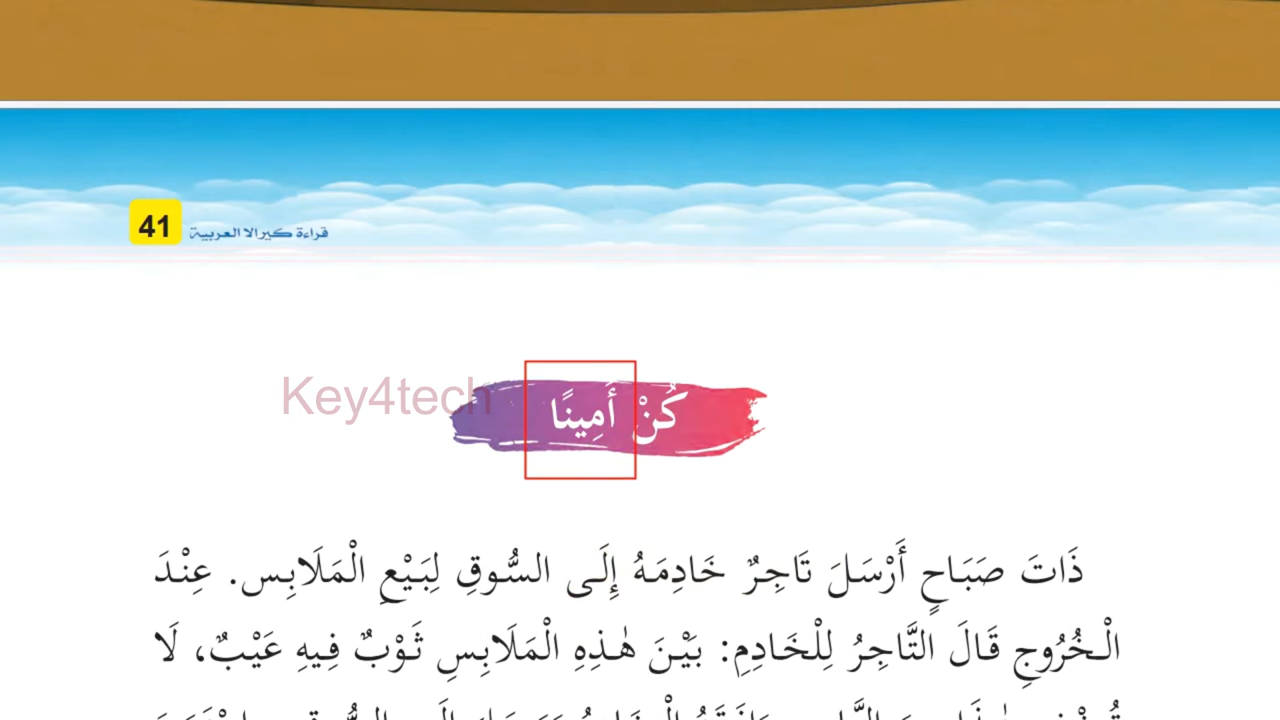 41 قراءة كيرالا العربية
Key4tech
كُنْ أَمِينًا
ذَاتَ صَبَاحٍ أَرْسَلَ تَاجِرٌ خَادِمَهُ إِلَى السُّوقِ لِبَيْعِ الْمَلَابِس. عِنْدَ
الْخُرُوجِ قَالَ التَّاجِرُ لِلْخَادِمِ: بَيْنَ هٰذِهِ الْمَلَابِسِ ثَوْبٌ فِيهِ عَيْبٌ، لَا